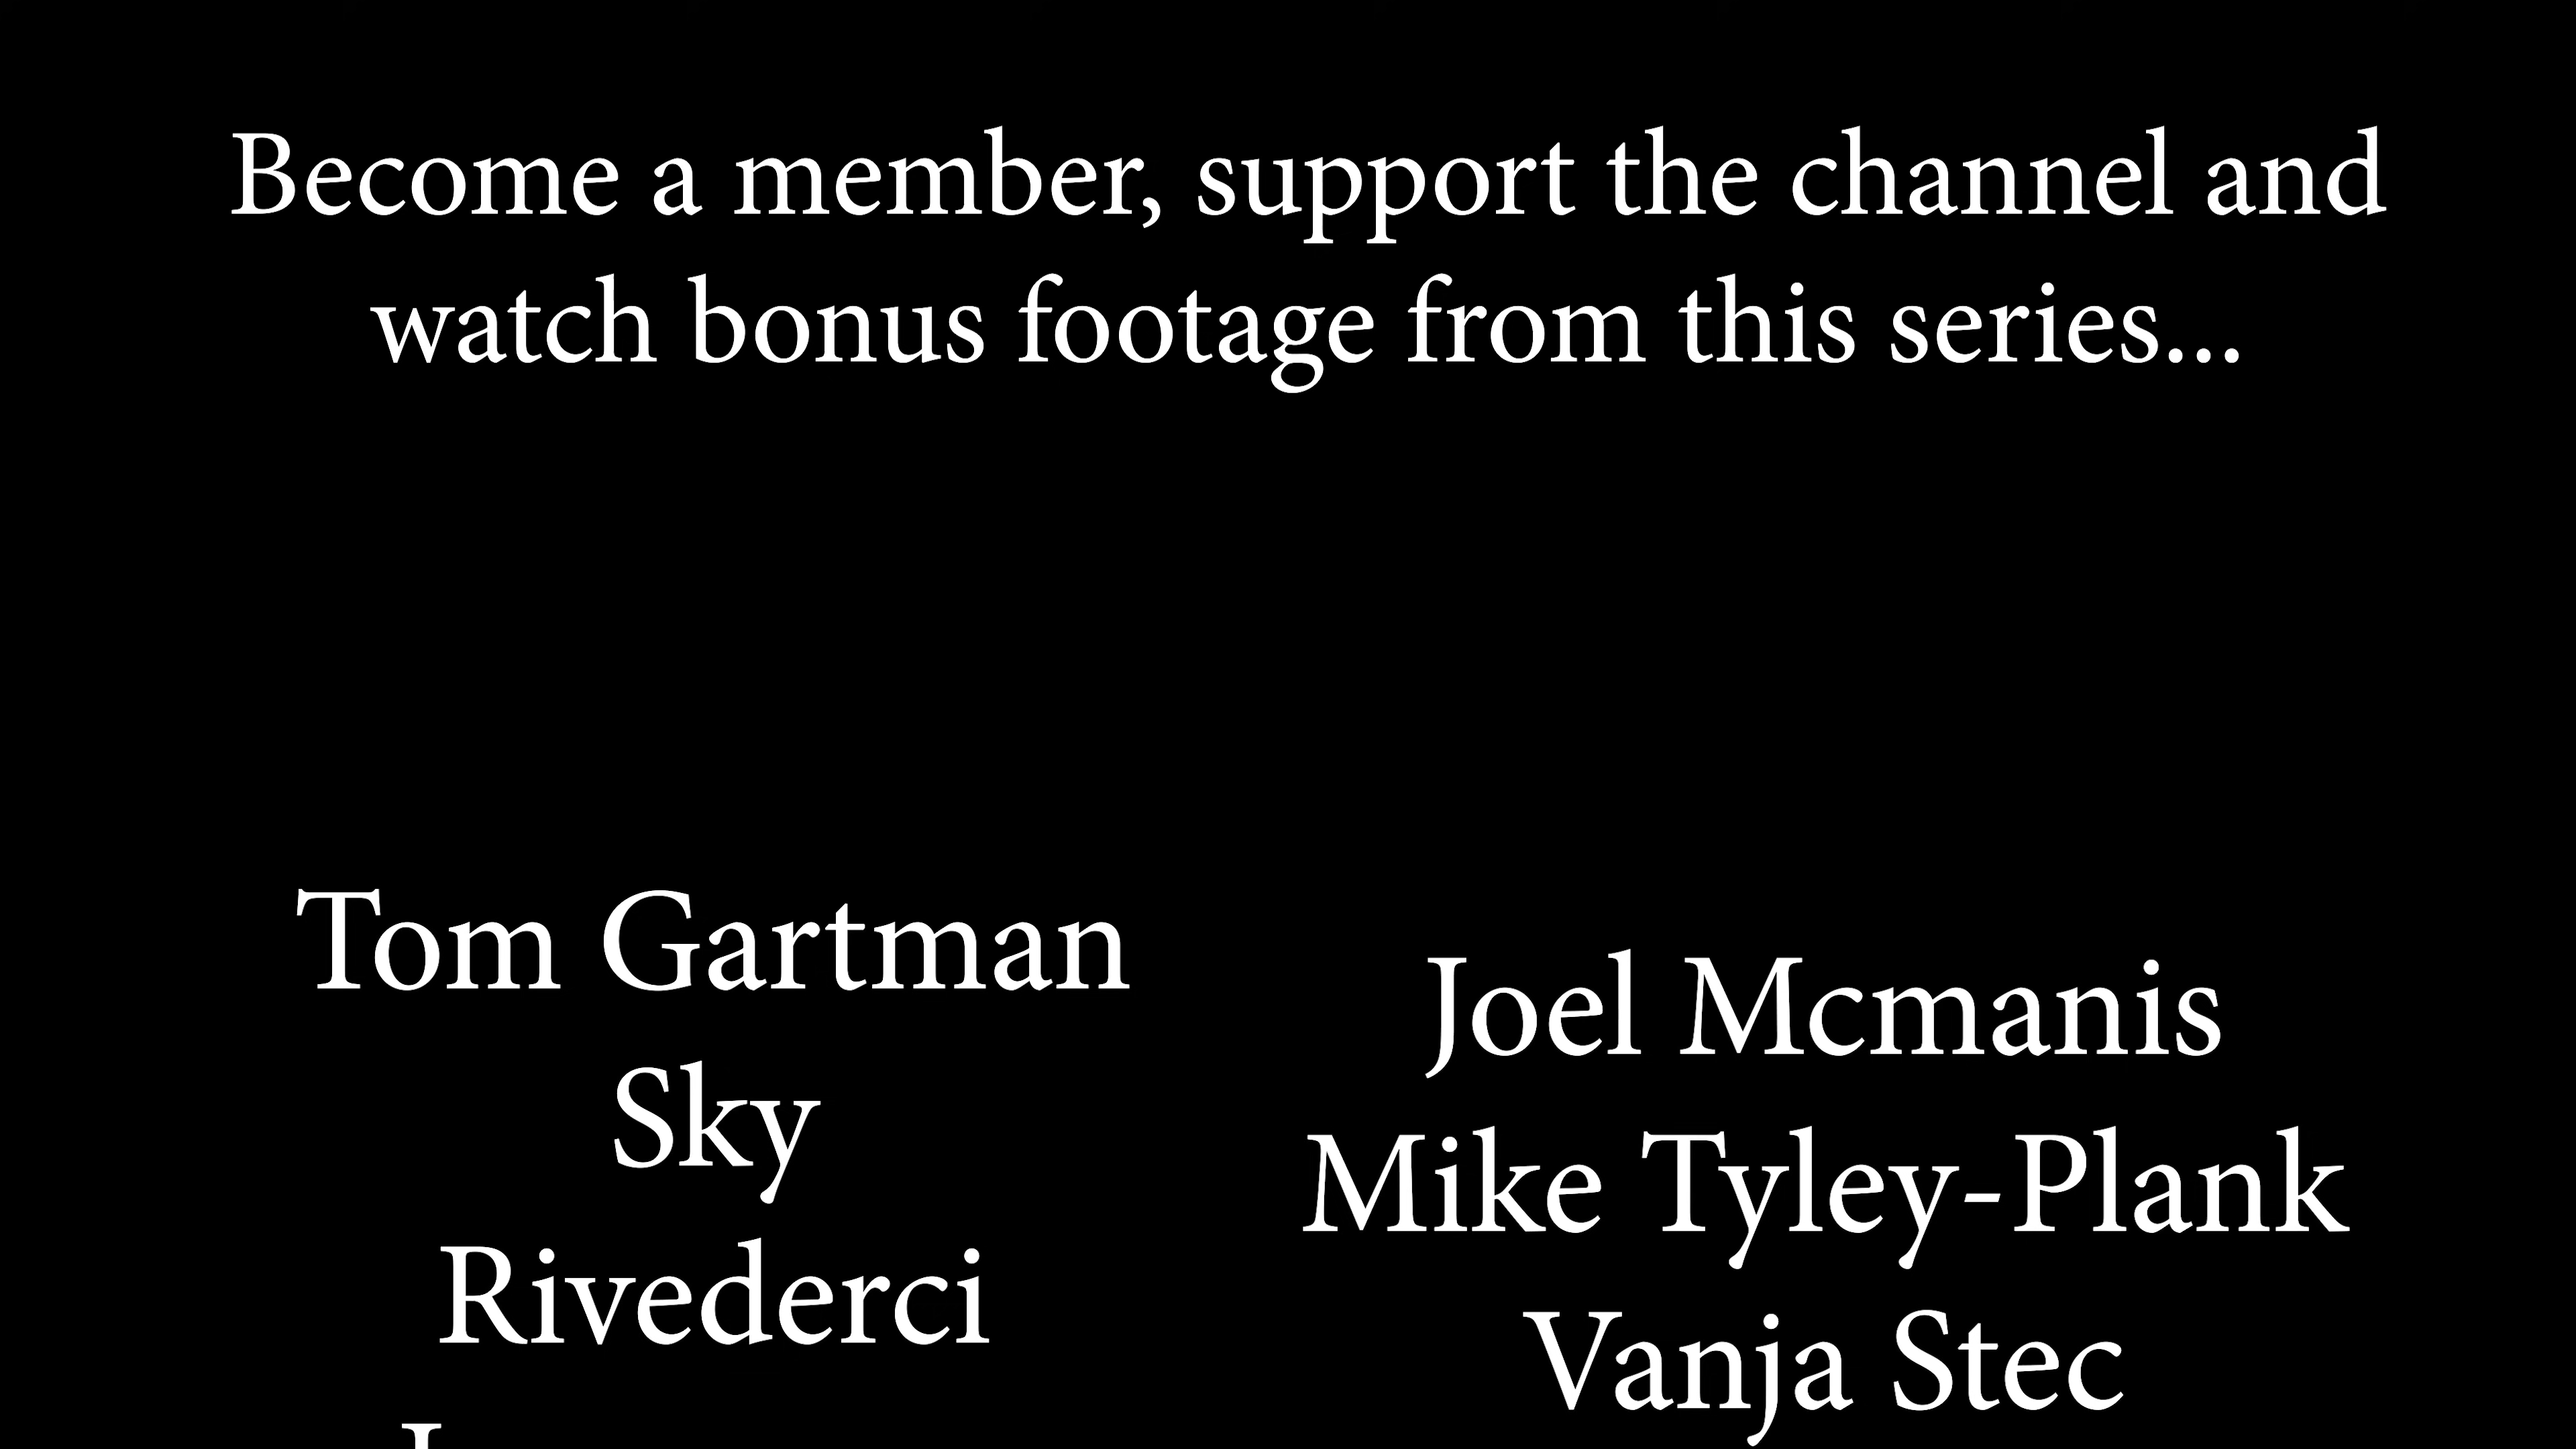 Become a member, support the channel and
watch bonus footage from this series...
Tom Gartman
Sky
Rivederci
Joel Mcmanis
Mike Tyley-Plank
Vanja Stec